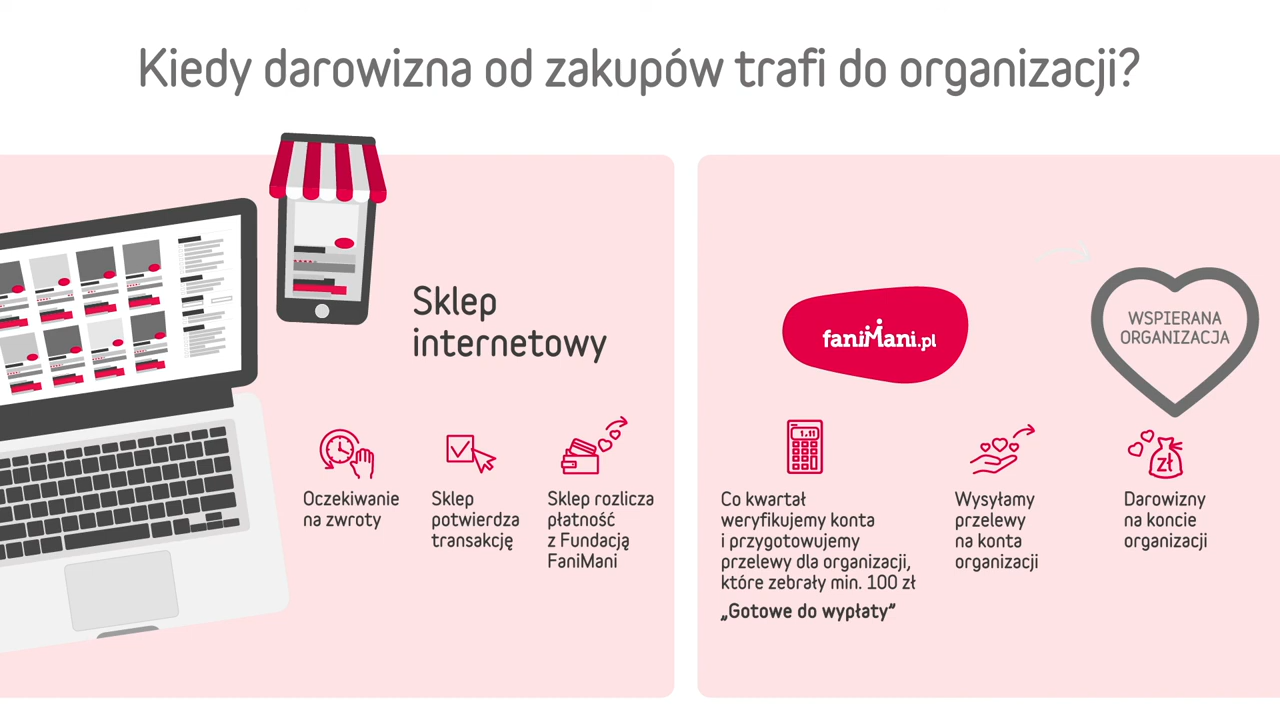 Kiedy darowizna od zakupów trafi do organizacji?
Sklep
internetowy
Oczekiwanie
na zwroty
Sklep
potwierdza
transakcję
Sklep rozlicza
płatność
z Fundacją
FaniMani
faniMani.pl
WSPIERANA
ORGANIZACJA
1.11
Co kwartał
weryfikujemy konta
i przygotowujemy
przelewy dla organizacji,
które zebrały min. 100 zł
„Gotowe do wypłaty”
Wysyłamy
przelewy
na konta
organizacji
zł
Darowizny
na koncie
organizacji